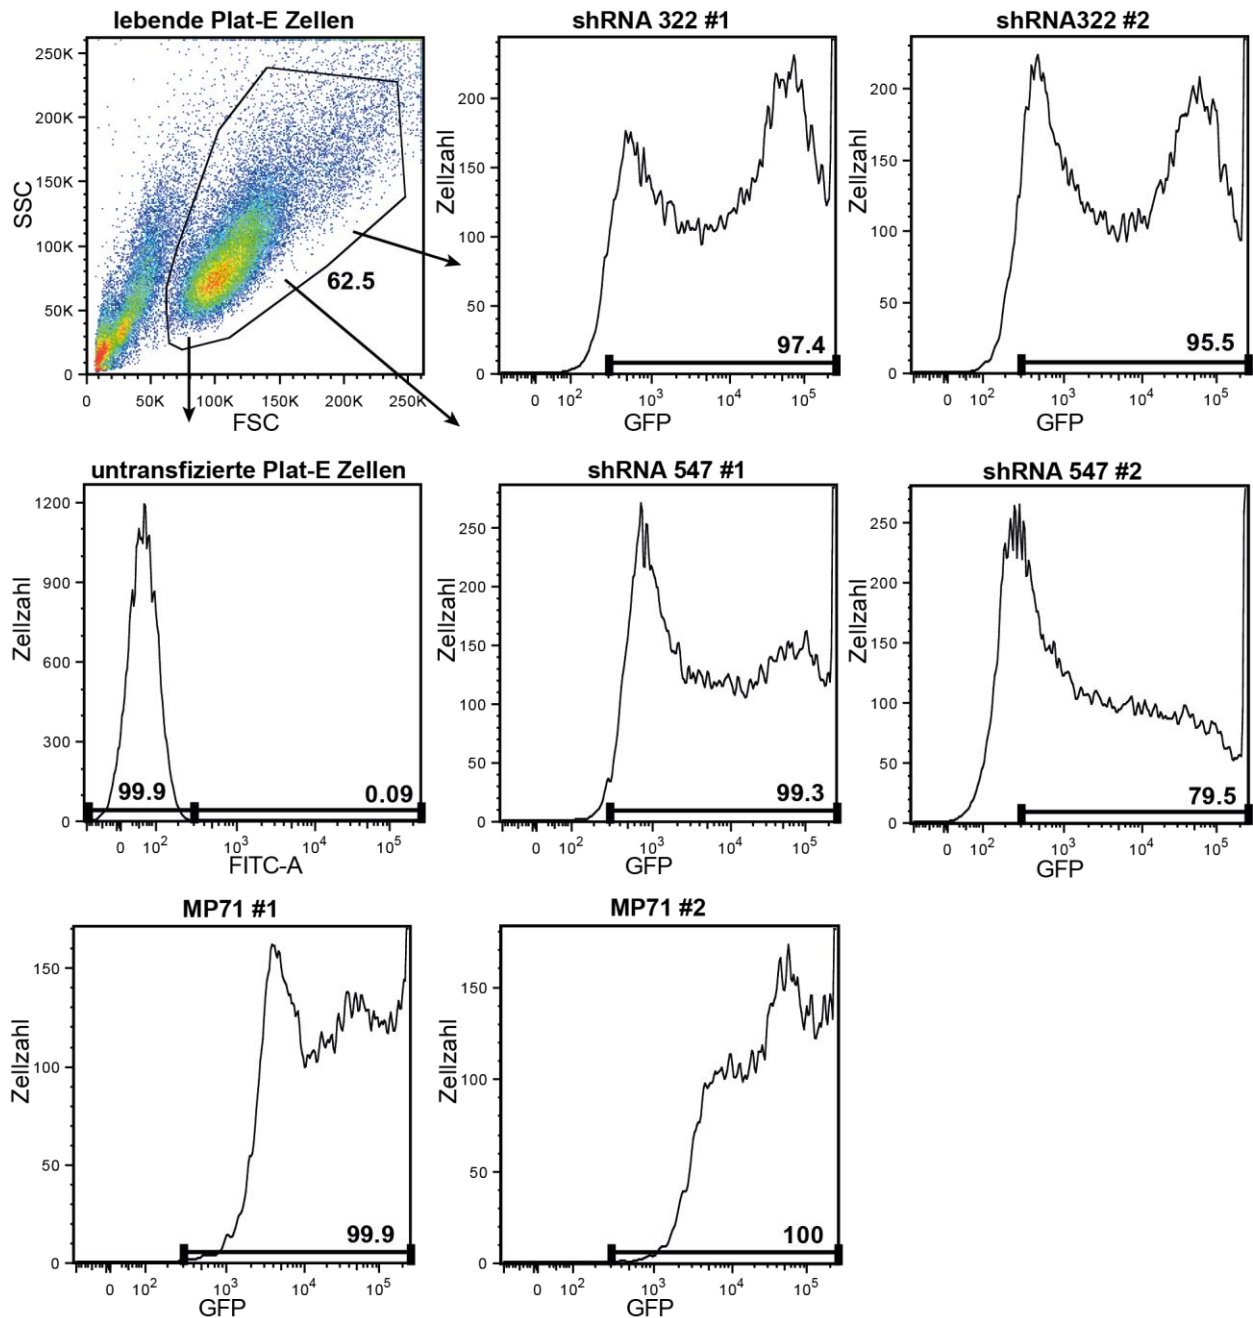 lebende Plat-E Zellen
250K
200K
150K
100K
50K
0
SSC
62.5
0 50K 100K 150K 200K 250K
FSC
shRNA 322 #1
200
150
100
50
0
Zellzahl
97.4
0 10² 10³ 10⁴ 10⁵
GFP
shRNA322 #2
200
150
100
50
0
Zellzahl
95.5
0 10² 10³ 10⁴ 10⁵
GFP
untransfizierte Plat-E Zellen
1200
900
600
300
0
Zellzahl
99.9 0.09
0 10² 10³ 10⁴ 10⁵
FITC-A
shRNA 547 #1
250
200
150
100
50
0
Zellzahl
99.3
0 10² 10³ 10⁴ 10⁵
GFP
shRNA 547 #2
250
200
150
100
50
0
Zellzahl
79.5
0 10² 10³ 10⁴ 10⁵
GFP
MP71 #1
150
100
50
0
Zellzahl
99.9
0 10² 10³ 10⁴ 10⁵
GFP
MP71 #2
150
100
50
0
Zellzahl
100
0 10² 10³ 10⁴ 10⁵
GFP